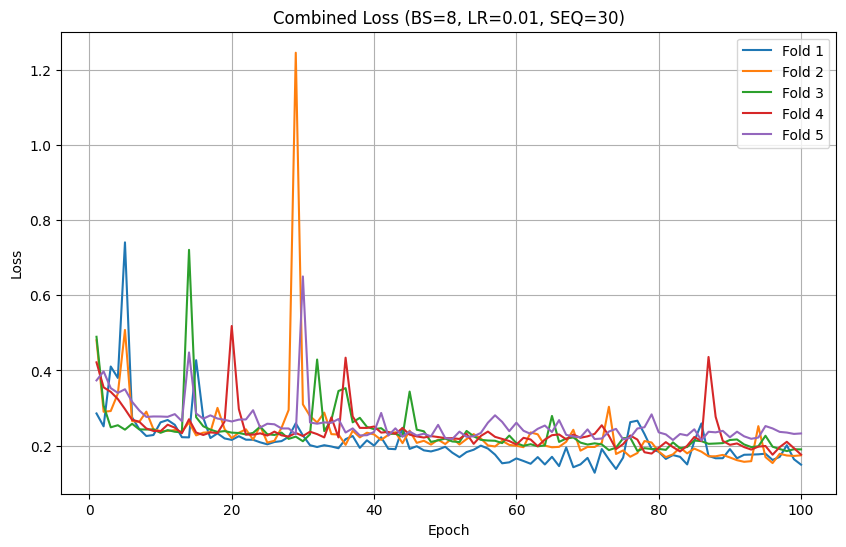 Combined Loss (BS=8, LR=0.01, SEQ=30)
Fold 1
Fold 2
Fold 3
Fold 4
Fold 5
Loss
1.2
1.0
0.8
0.6
0.4
0.2
0 20 40 60 80 100
Epoch